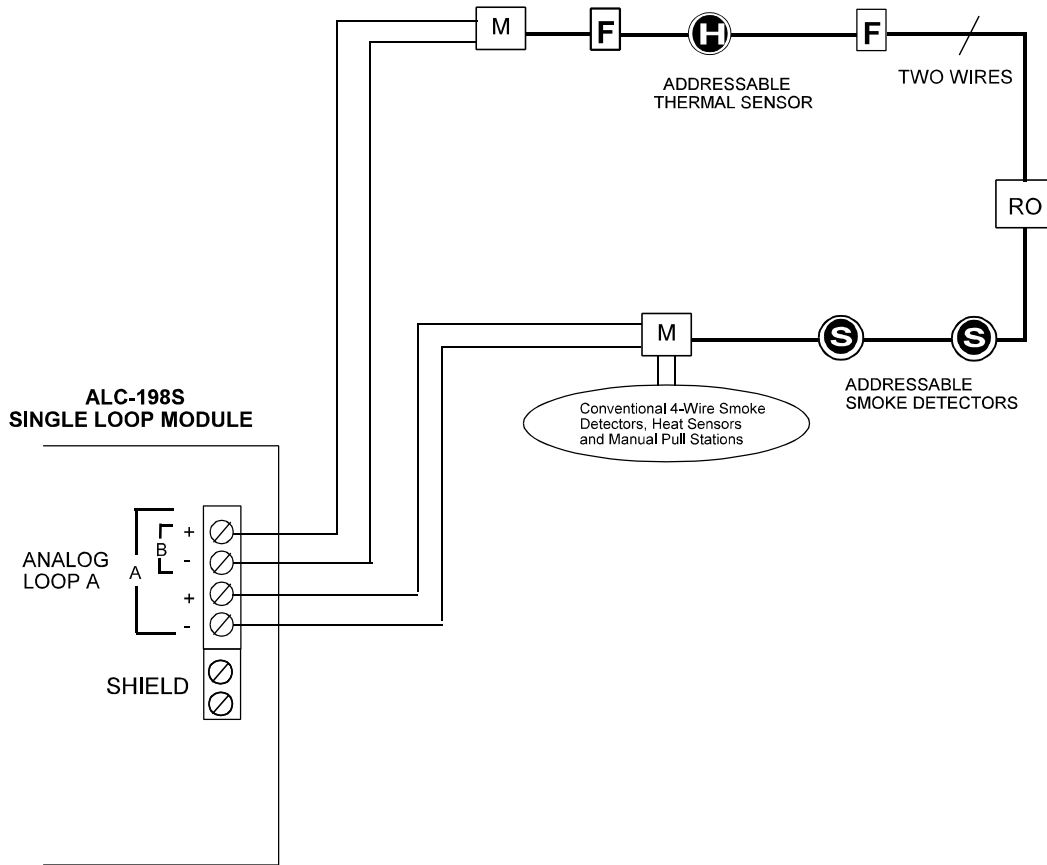 M
F
H
F
TWO WIRES
ADDRESSABLE
THERMAL SENSOR
RO
M
S
S
ADDRESSABLE
SMOKE DETECTORS
Conventional 4-Wire Smoke
Detectors, Heat Sensors
and Manual Pull Stations
ALC-198S
SINGLE LOOP MODULE
ANALOG
LOOP A
A
B
+
-
+
-
SHIELD